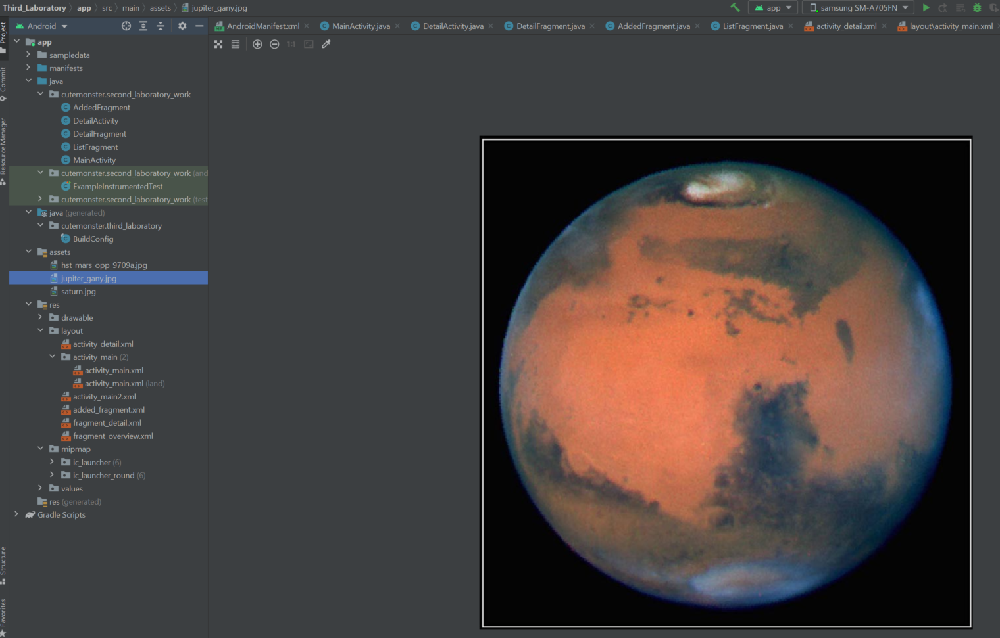 Third_Laboratory app src main assets jupiter_gany.jpg
app samsung SM-A705FN
Project
Android
AndroidManifest.xml MainActivity.java DetailActivity.java DetailFragment.java AddedFragment.java ListFragment.java activity_detail.xml layout\activity_main.xml
1:1
app
sampledata
manifests
java
cutemonster.second_laboratory_work
AddedFragment
DetailActivity
DetailFragment
ListFragment
MainActivity
cutemonster.second_laboratory_work (and
ExampleInstrumentedTest
cutemonster.second_laboratory_work (test
java (generated)
cutemonster.third_laboratory
BuildConfig
assets
hst_mars_opp_9709a.jpg
jupiter_gany.jpg
saturn.jpg
res
drawable
layout
activity_detail.xml
activity_main (2)
activity_main.xml
activity_main.xml (land)
activity_main2.xml
added_fragment.xml
fragment_detail.xml
fragment_overview.xml
mipmap
ic_launcher (6)
ic_launcher_round (6)
values
res (generated)
Gradle Scripts
Commit
Resource Manager
Structure
Favorites